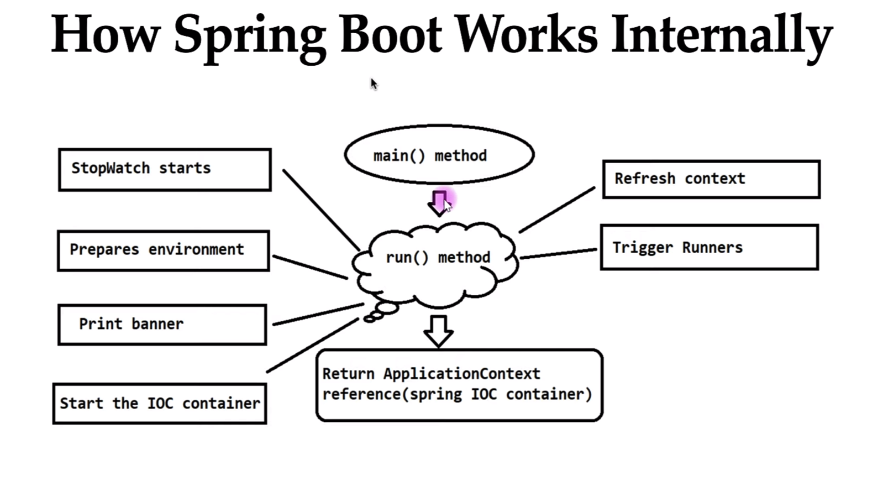 How Spring Boot Works Internally
main() method
StopWatch starts
Refresh context
Prepares environment
Trigger Runners
run() method
Print banner
Start the IOC container
Return ApplicationContext
reference(spring IOC container)